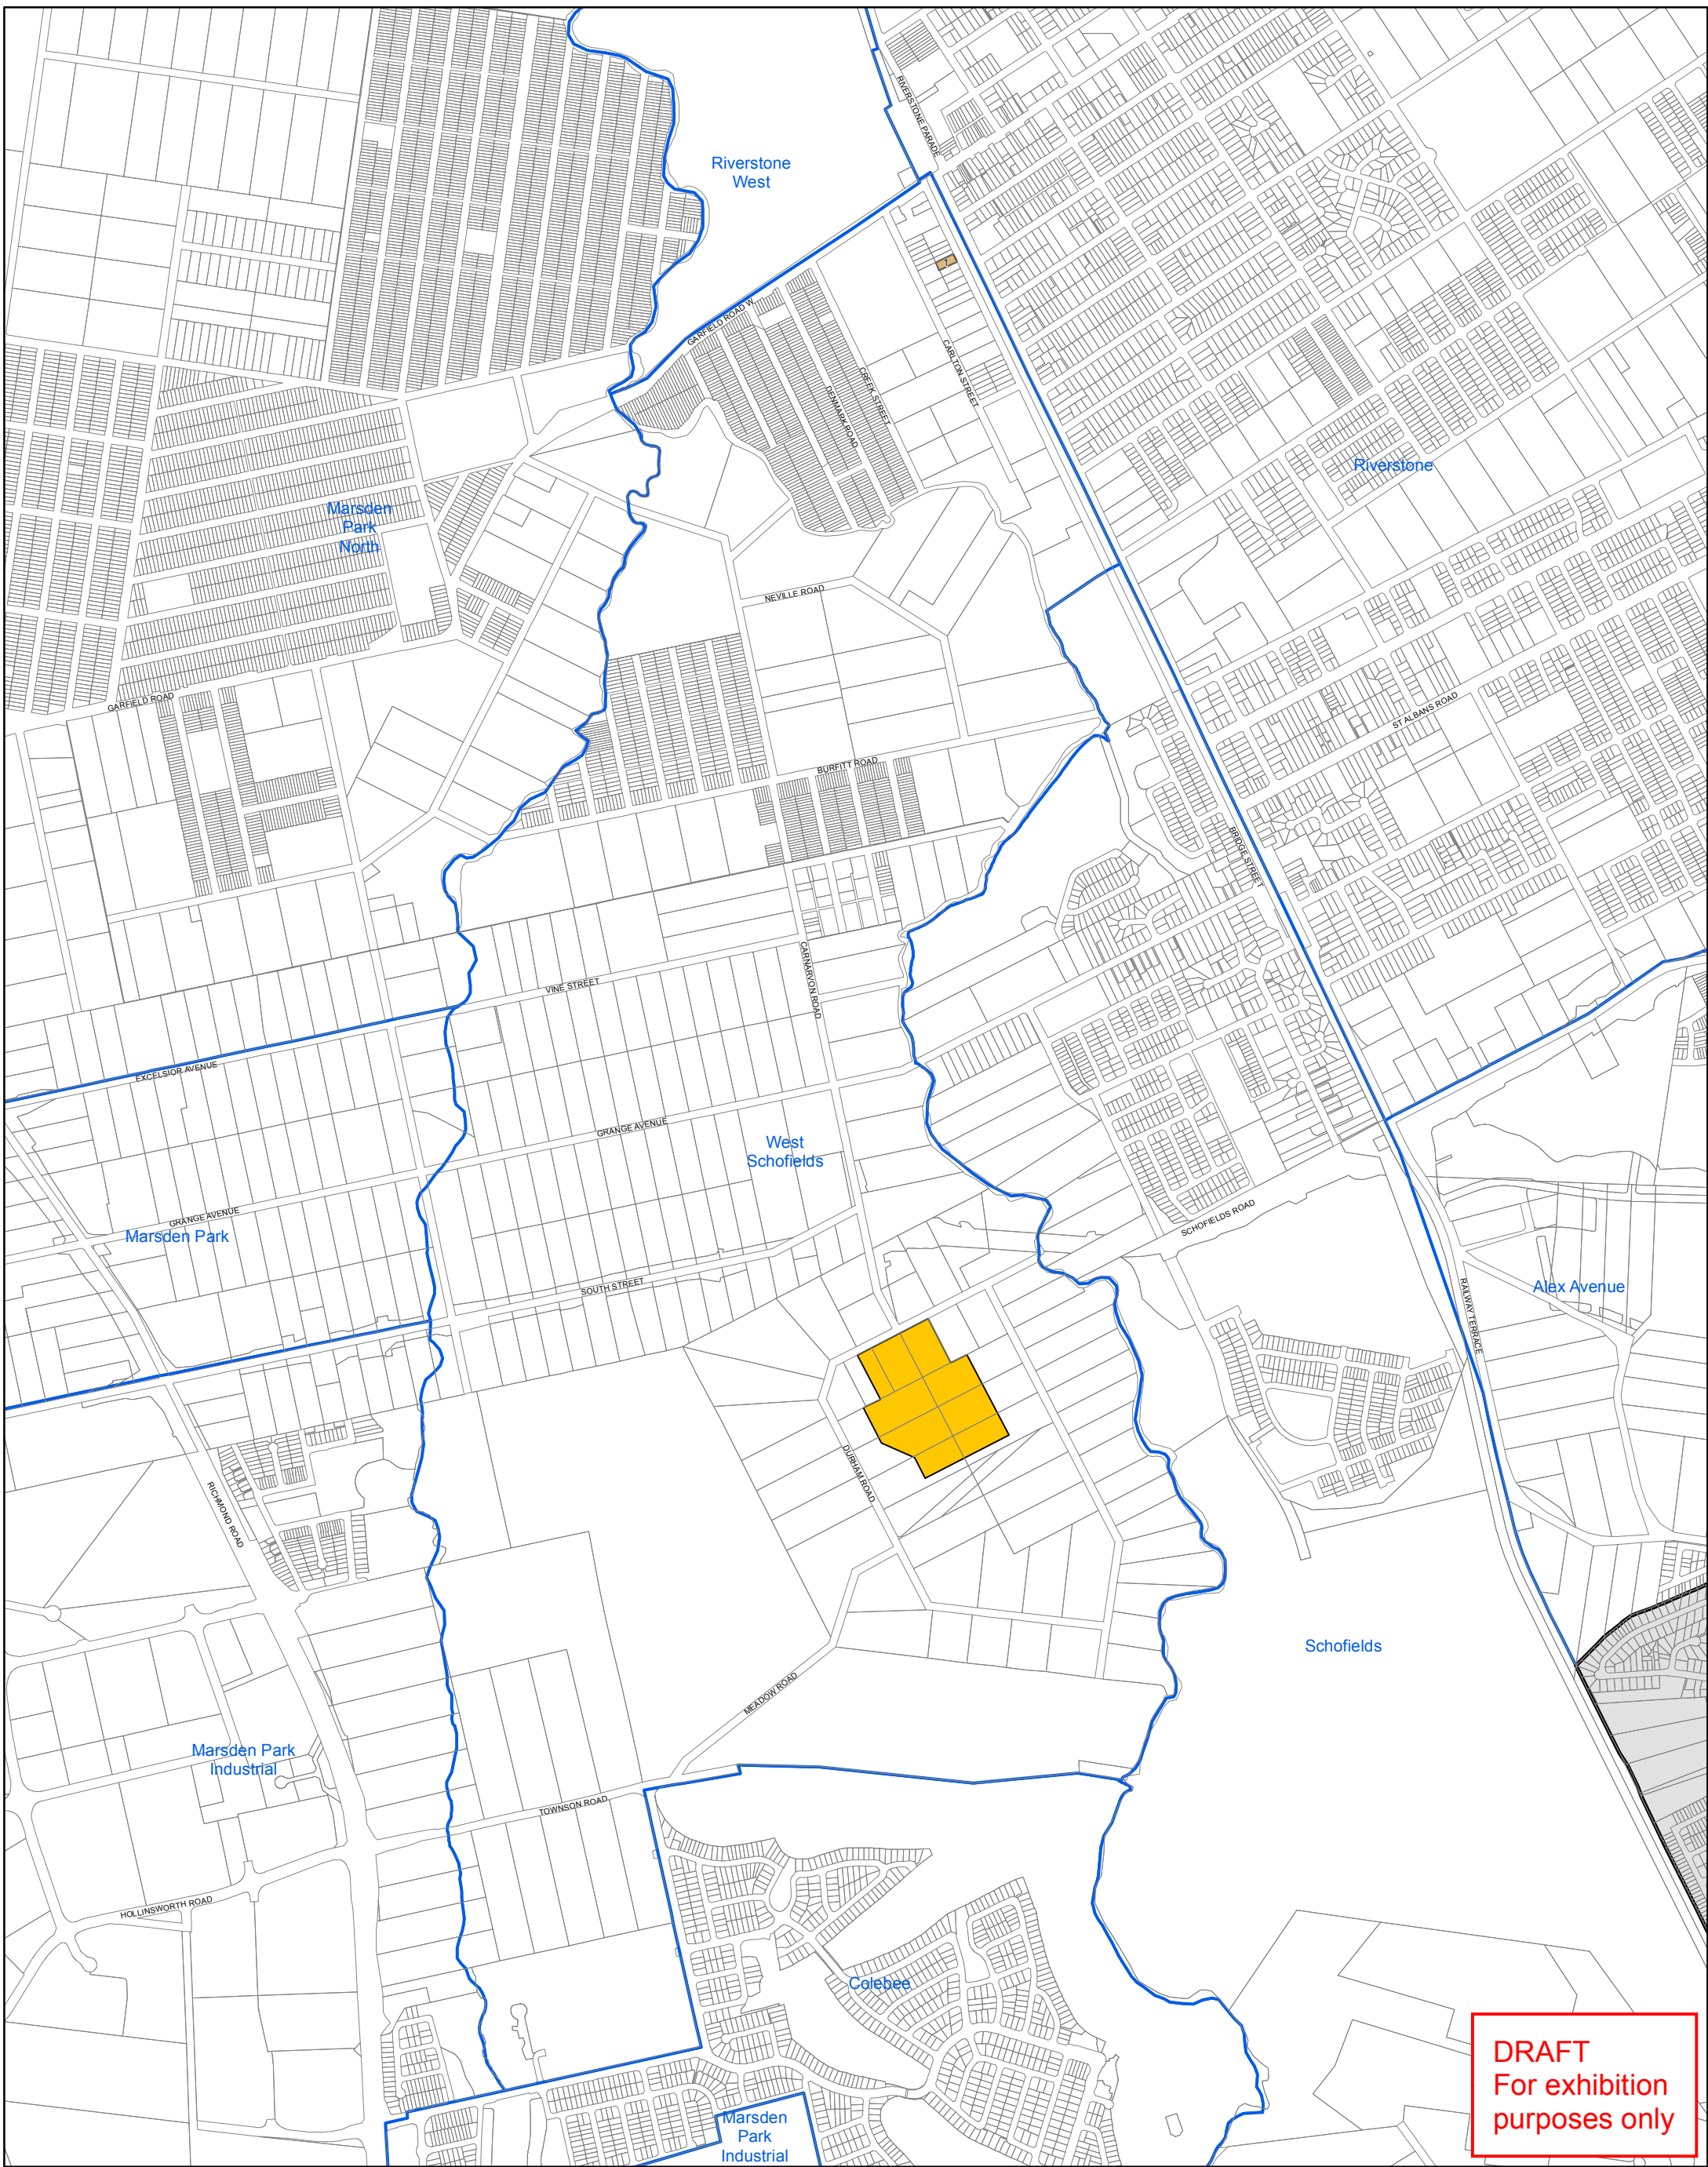 RIVERSTONE PARADE
Riverstone
West
7
GARFIELD ROAD W
CARLTON STREET
CREEK STREET
DENMARK ROAD
Riverstone
Marsden
Park
North
NEVILLE ROAD
GARFIELD ROAD
ST ALBANS ROAD
BURFITT ROAD
BRIDGE STREET
CARNARVON ROAD
VINE STREET
EXCELSIOR AVENUE
GRANGE AVENUE
West
Schofields
GRANGE AVENUE
Marsden Park
SCHOFIELDS ROAD
SOUTH STREET
Alex Avenue
RAILWAY TERRACE
DURHAM ROAD
RICHMOND ROAD
Schofields
MEADOW ROAD
Marsden Park
Industrial
TOWNSON ROAD
HOLLINSWORTH ROAD
Colebee
DRAFT
For exhibition
purposes only
Marsden
Park
Industrial